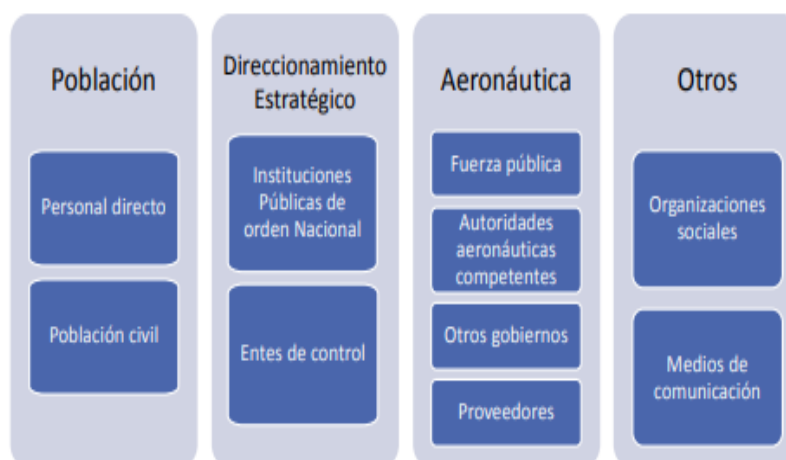 Población
Personal directo
Población civil
Direccionamiento
Estratégico
Instituciones
Públicas de
orden Nacional
Entes de control
Aeronáutica
Fuerza pública
Autoridades
aeronáuticas
competentes
Otros gobiernos
Proveedores
Otros
Organizaciones
sociales
Medios de
comunicación